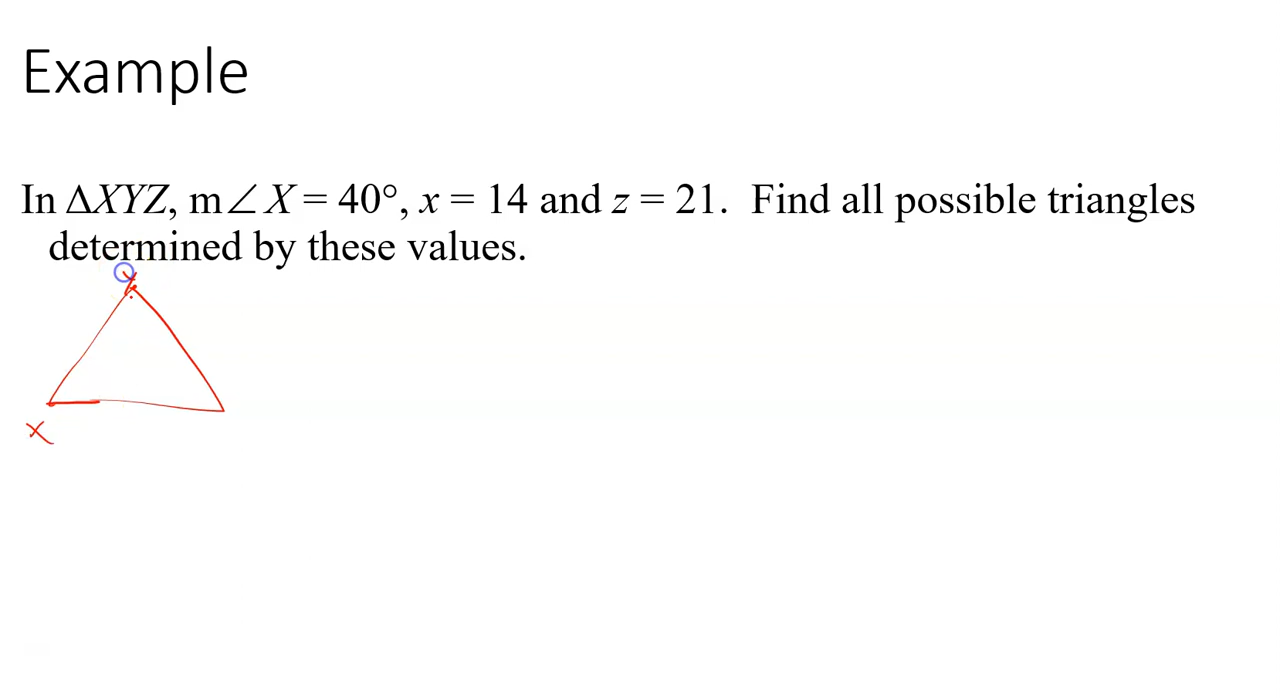 Example
In ΔXYZ, m∠X = 40°, x = 14 and z = 21. Find all possible triangles
determined by these values.
Y
X